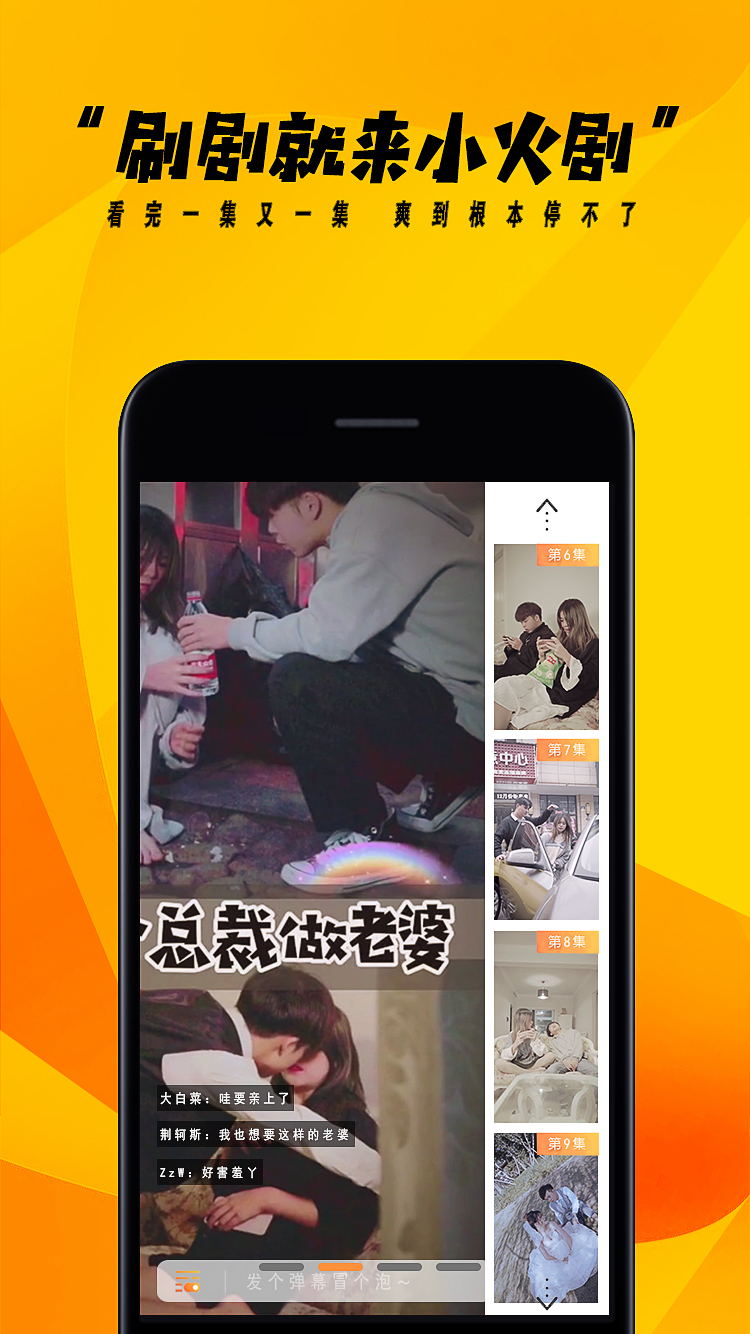 “刷剧就来小火剧”
看完一集又一集 爽到根本停不了
第6集
第7集
中心
第8集
第9集
总裁做老婆
大白菜：哇要亲上了
荆轲斯：我也想要这样的老婆
ZzW：好害羞丫
发个弹幕冒个泡～